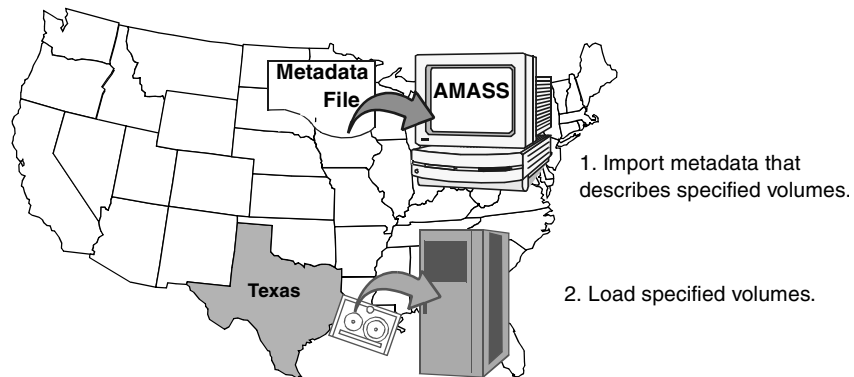 Metadata
File
AMASS
1. Import metadata that
describes specified volumes.
Texas
2. Load specified volumes.